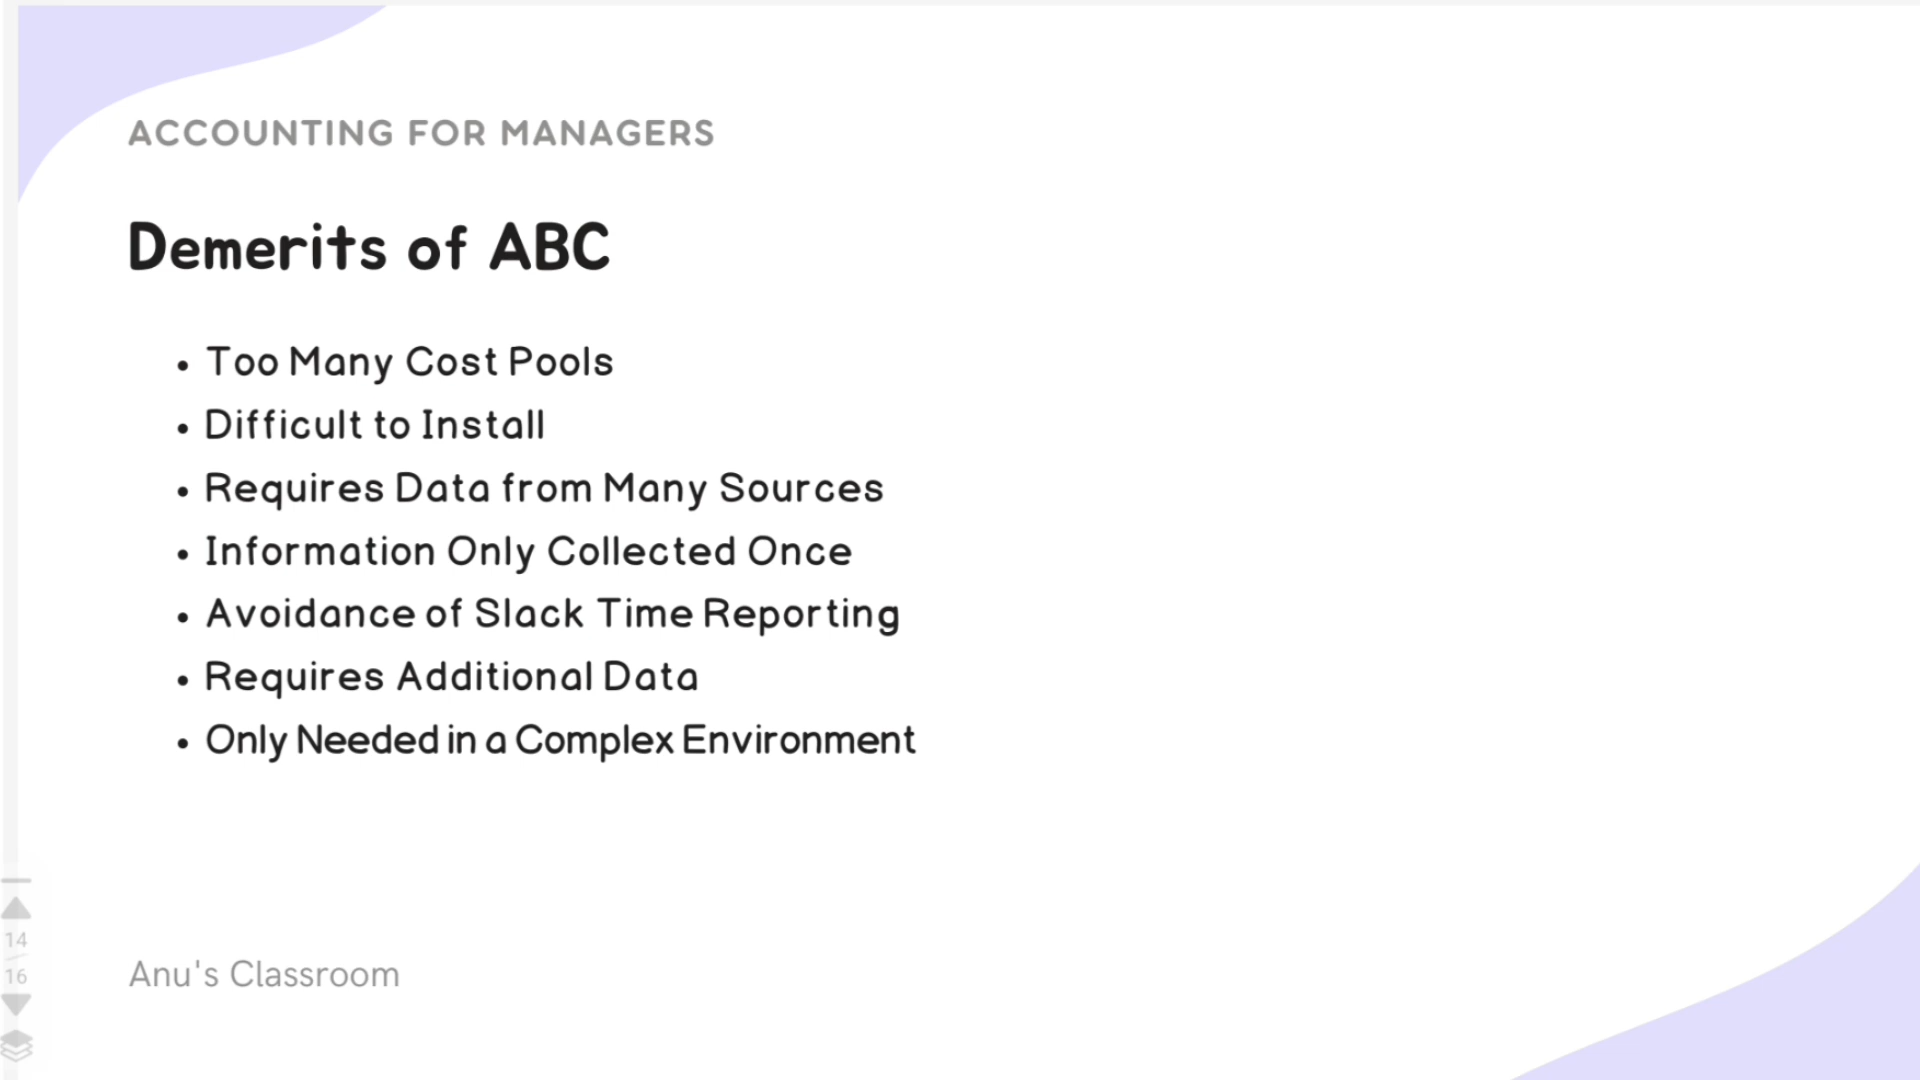 ACCOUNTING FOR MANAGERS
Demerits of ABC
• Too Many Cost Pools
• Difficult to Install
• Requires Data from Many Sources
• Information Only Collected Once
• Avoidance of Slack Time Reporting
• Requires Additional Data
• Only Needed in a Complex Environment
14
16
Anu's Classroom